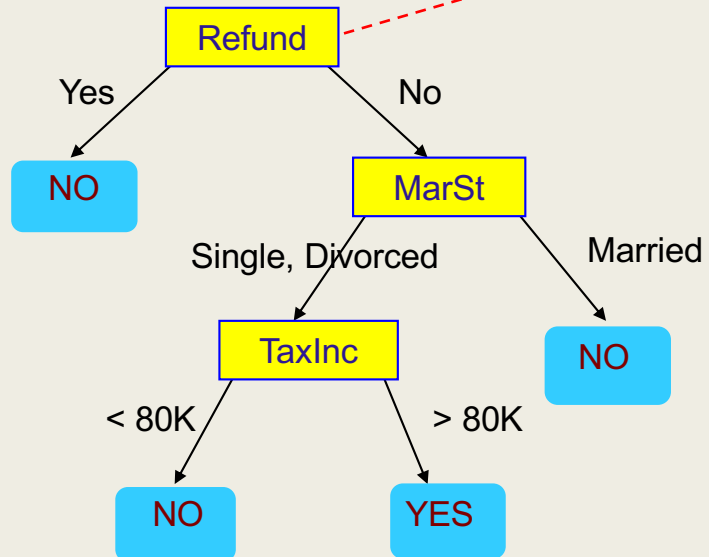 Refund
Yes
No
NO
MarSt
Single, Divorced
Married
TaxInc
NO
< 80K
> 80K
NO
YES